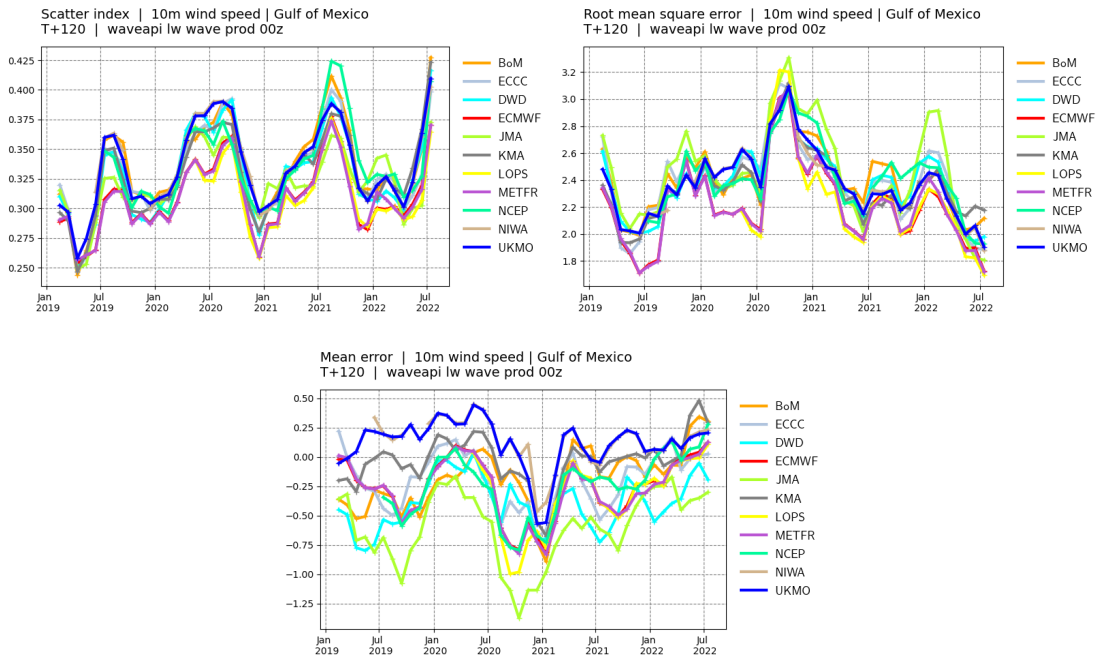 Scatter index | 10m wind speed | Gulf of Mexico
T+120 | waveapi lw wave prod 00z
0.425
0.400
0.375
0.350
0.325
0.300
0.275
0.250
Jan 2019
Jul
Jan 2020
Jul
Jan 2021
Jul
Jan 2022
Jul 2022
BoM
ECCC
DWD
ECMWF
JMA
KMA
LOPS
METFR
NCEP
NIWA
UKMO
Root mean square error | 10m wind speed | Gulf of Mexico
T+120 | waveapi lw wave prod 00z
3.2
3.0
2.8
2.6
2.4
2.2
2.0
1.8
Jan 2019
Jul 2019
Jan 2020
Jul 2020
Jan 2021
Jul 2021
Jan 2022
Jul 2022
BoM
ECCC
DWD
ECMWF
JMA
KMA
LOPS
METFR
NCEP
NIWA
UKMO
Mean error | 10m wind speed | Gulf of Mexico
T+120 | waveapi lw wave prod 00z
0.50
0.25
0.00
−0.25
−0.50
−0.75
−1.00
−1.25
Jan 2019
Jul 2019
Jan 2020
Jul 2020
Jan 2021
Jul 2021
Jan 2022
Jul 2022
BoM
ECCC
DWD
ECMWF
JMA
KMA
LOPS
METFR
NCEP
NIWA
UKMO